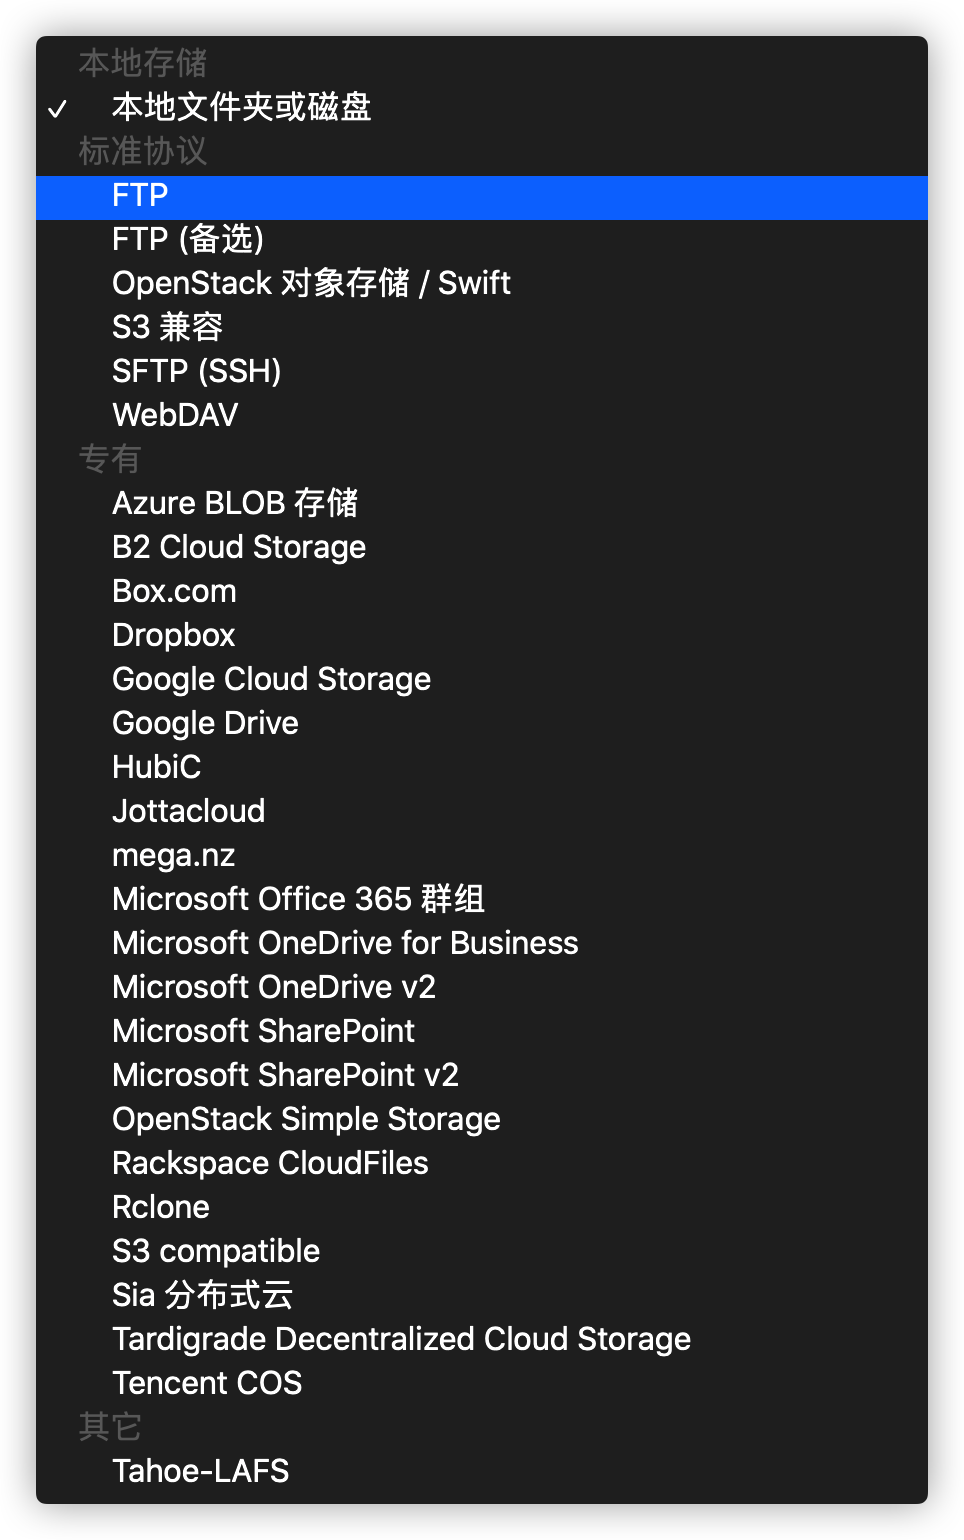 本地存储
✓ 本地文件夹或磁盘
标准协议
FTP
FTP (备选)
OpenStack 对象存储 / Swift
S3 兼容
SFTP (SSH)
WebDAV
专有
Azure BLOB 存储
B2 Cloud Storage
Box.com
Dropbox
Google Cloud Storage
Google Drive
HubiC
Jottacloud
mega.nz
Microsoft Office 365 群组
Microsoft OneDrive for Business
Microsoft OneDrive v2
Microsoft SharePoint
Microsoft SharePoint v2
OpenStack Simple Storage
Rackspace CloudFiles
Rclone
S3 compatible
Sia 分布式云
Tardigrade Decentralized Cloud Storage
Tencent COS
其它
Tahoe-LAFS